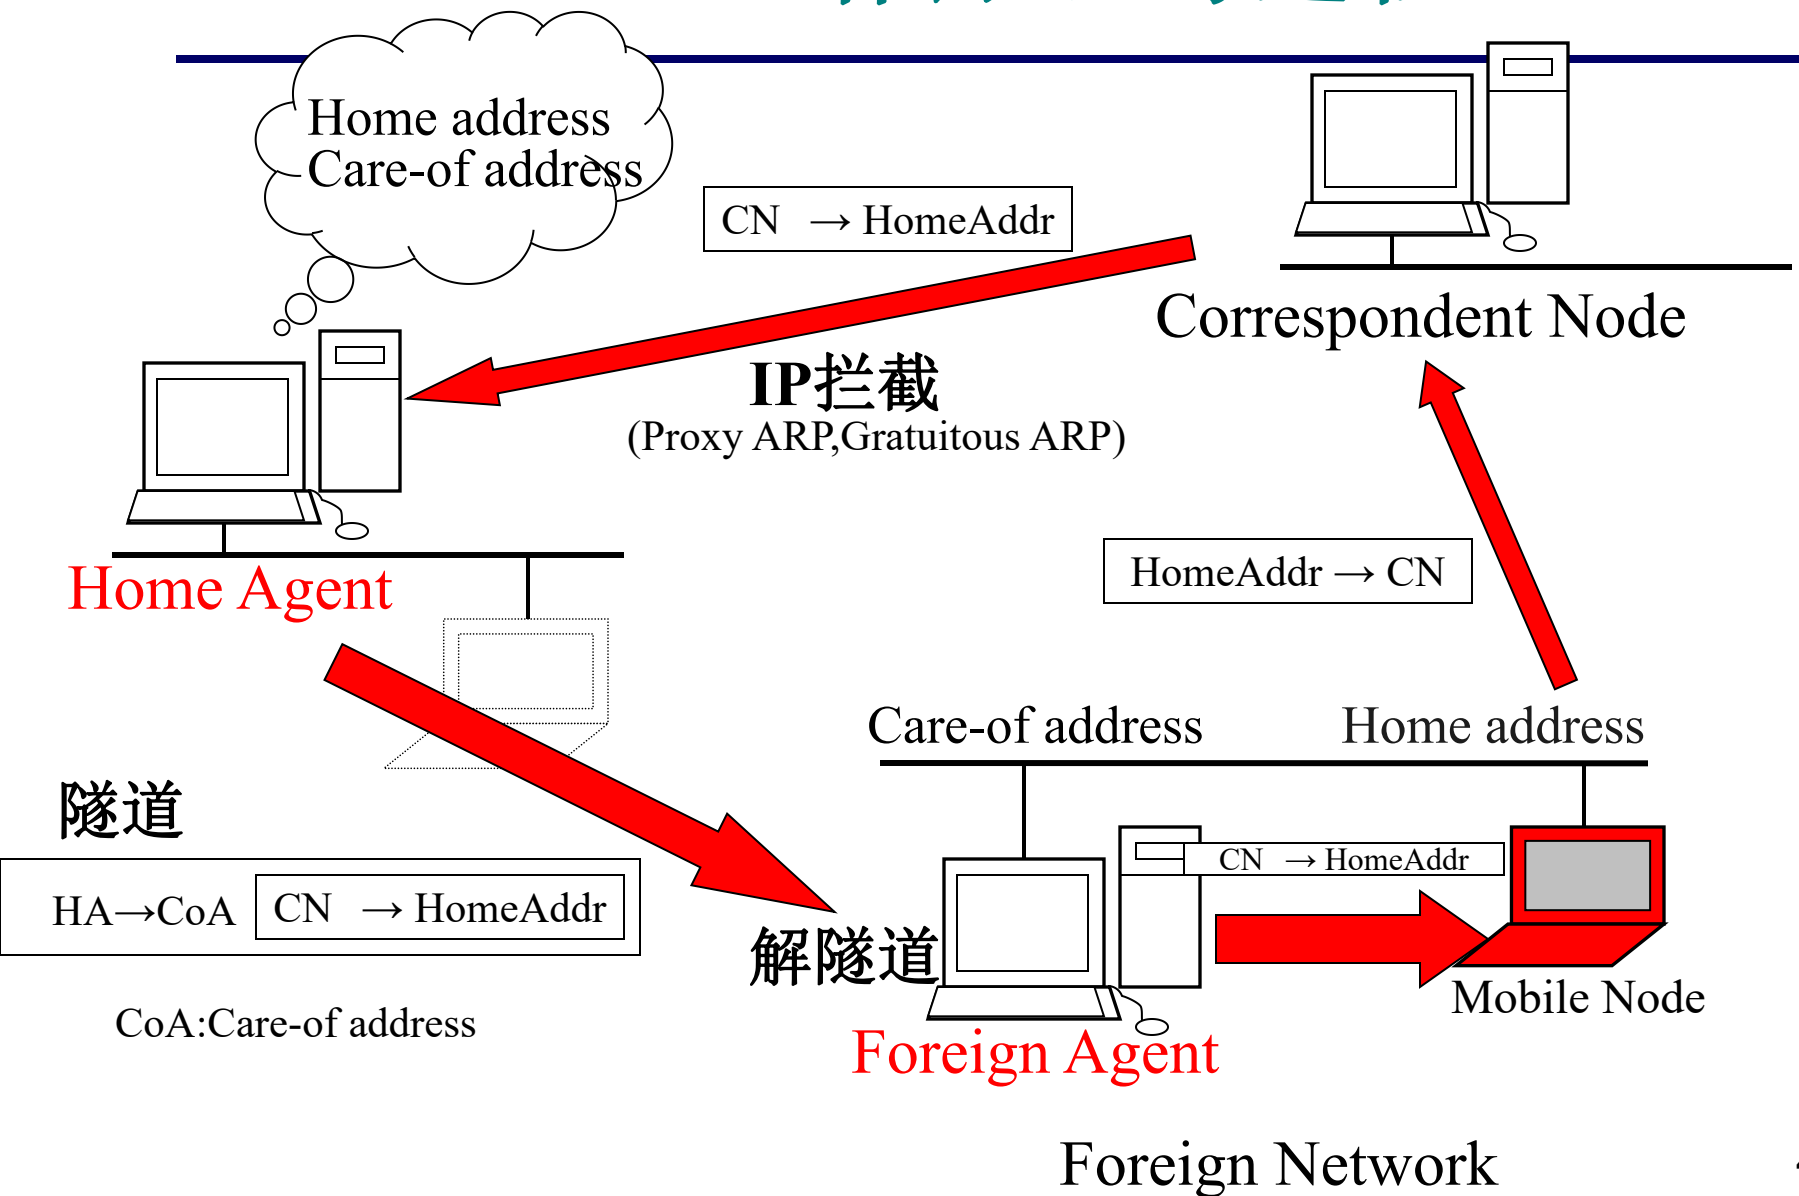 Home address
Care-of address
CN → HomeAddr
Correspondent Node
IP拦截
(Proxy ARP,Gratuitous ARP)
Home Agent
HomeAddr → CN
Care-of address
Home address
隧道
CN → HomeAddr
HA→CoA CN → HomeAddr
解隧道
Mobile Node
CoA:Care-of address
Foreign Agent
Foreign Network